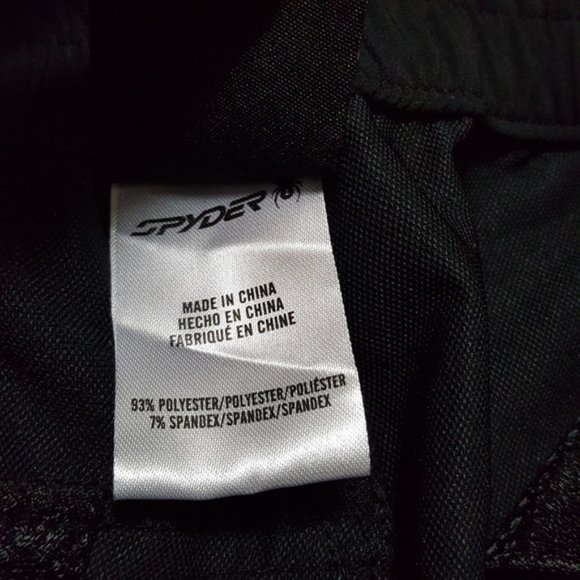 SPYDER
MADE IN CHINA
HECHO EN CHINA
FABRIQUÉ EN CHINE
93% POLYESTER/POLYESTER/POLIÉSTER
7% SPANDEX/SPANDEX/SPANDEX